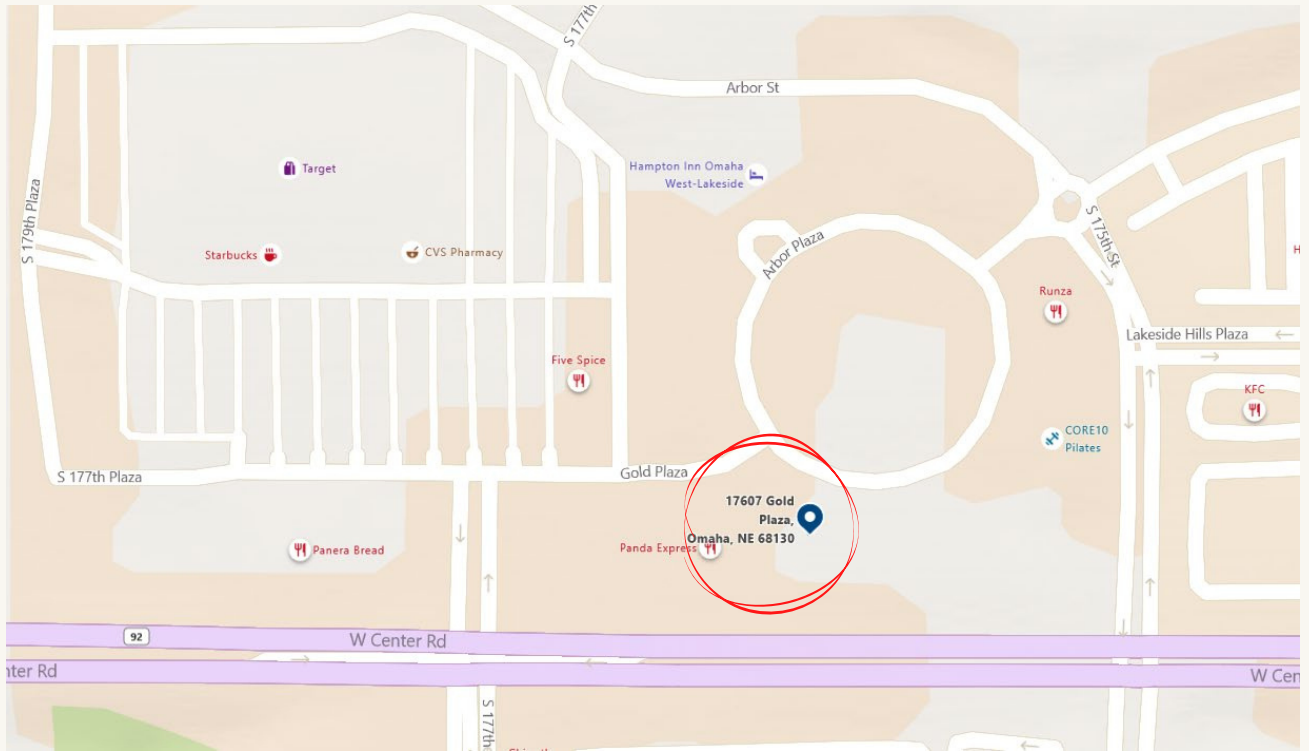 S 177th
Arbor St
Target
Hampton Inn Omaha
West-Lakeside
S 179th Plaza
S 175th St
Arbor Plaza
Starbucks
CVS Pharmacy
H
Runza
Lakeside Hills Plaza
Five Spice
KFC
CORE10
Pilates
S 177th Plaza
Gold Plaza
17607 Gold
Plaza,
Omaha, NE 68130
Panda Express
Panera Bread
92
W Center Rd
nter Rd
W Cen
S 177th